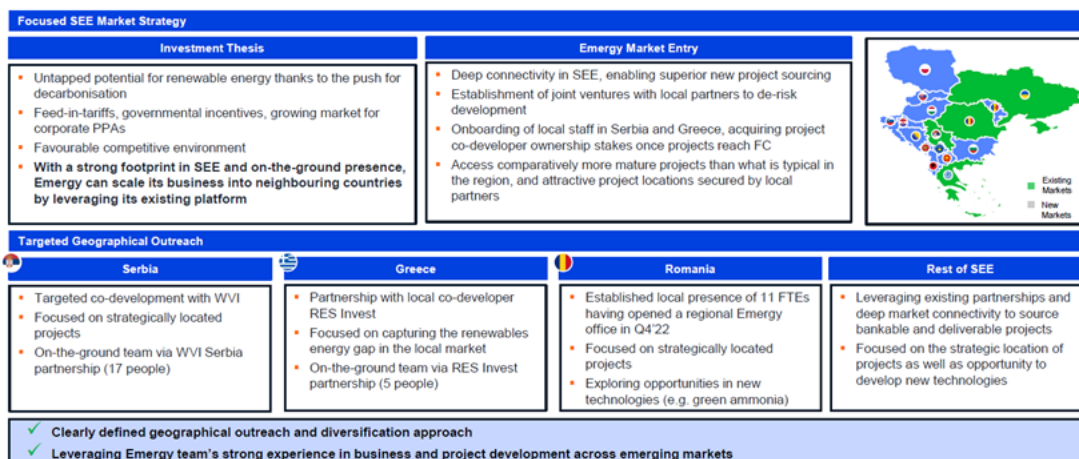 Focused SEE Market Strategy
Investment Thesis
Untapped potential for renewable energy thanks to the push for
decarbonisation
Feed-in-tariffs, governmental incentives, growing market for
corporate PPAs
Favourable competitive environment
With a strong footprint in SEE and on-the-ground presence,
Emergy can scale its business into neighbouring countries
by leveraging its existing platform
Emergy Market Entry
Deep connectivity in SEE, enabling superior new project sourcing
Establishment of joint ventures with local partners to de-risk
development
Onboarding of local staff in Serbia and Greece, acquiring project
co-developer ownership stakes once projects reach FC
Access comparatively more mature projects than what is typical in
the region, and attractive project locations secured by local
partners
Existing
Markets
New
Markets
Targeted Geographical Outreach
Serbia
Targeted co-development with WVI
Focused on strategically located
projects
On-the-ground team via WVI Serbia
partnership (17 people)
Greece
Partnership with local co-developer
RES Invest
Focused on capturing the renewables
energy gap in the local market
On-the-ground team via RES Invest
partnership (5 people)
Romania
Established local presence of 11 FTEs
having opened a regional Emergy
office in Q4'22
Focused on strategically located
projects
Exploring opportunities in new
technologies (e.g. green ammonia)
Rest of SEE
Leveraging existing partnerships and
deep market connectivity to source
bankable and deliverable projects
Focused on the strategic location of
projects as well as opportunity to
develop new technologies
Clearly defined geographical outreach and diversification approach
Leveraging Emergy team's strong experience in business and project development across emerging markets